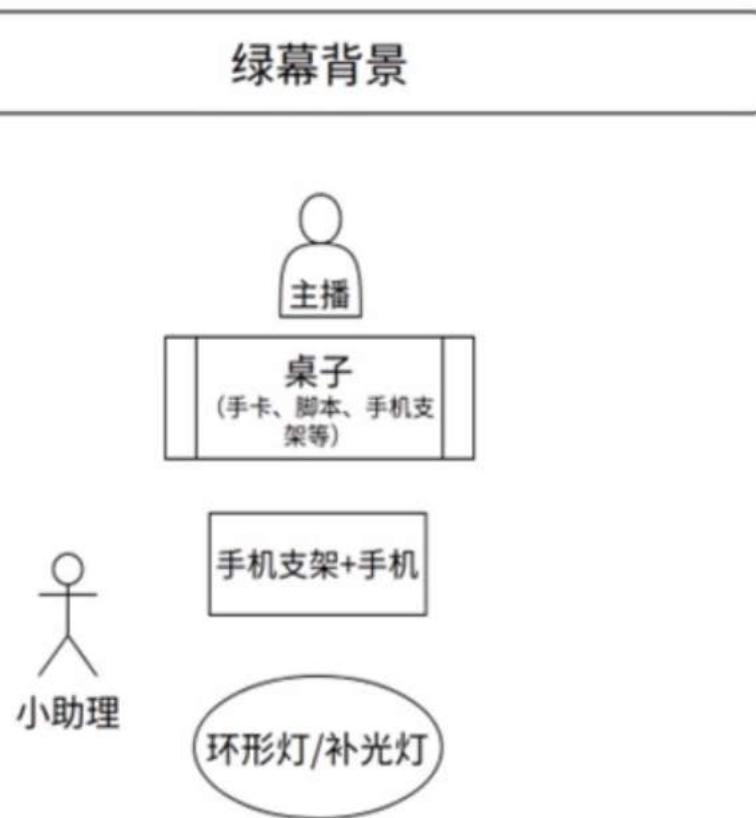 绿幕背景
主播
桌子
（手卡、脚本、手机支
架等）
手机支架+手机
小助理
环形灯/补光灯